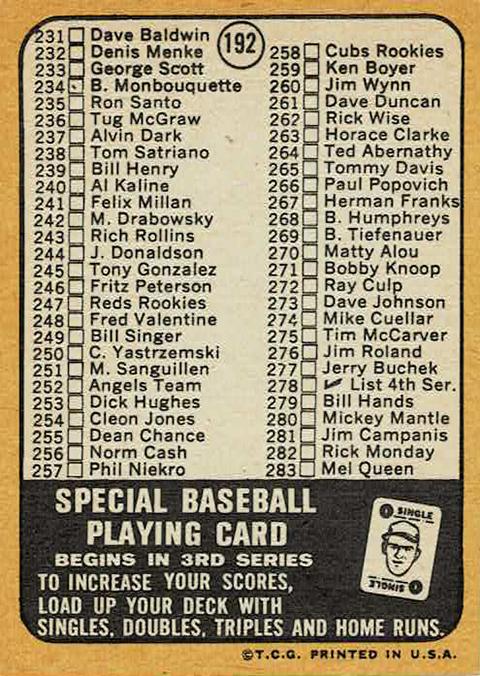 192
231 Dave Baldwin
232 Denis Menke
233 George Scott
234 B. Monbouquette
235 Ron Santo
236 Tug McGraw
237 Alvin Dark
238 Tom Satriano
239 Bill Henry
240 Al Kaline
241 Felix Millan
242 M. Drabowsky
243 Rich Rollins
244 J. Donaldson
245 Tony Gonzalez
246 Fritz Peterson
247 Reds Rookies
248 Fred Valentine
249 Bill Singer
250 C. Yastrzemski
251 M. Sanguillen
252 Angels Team
253 Dick Hughes
254 Cleon Jones
255 Dean Chance
256 Norm Cash
257 Phil Niekro
258 Cubs Rookies
259 Ken Boyer
260 Jim Wynn
261 Dave Duncan
262 Rick Wise
263 Horace Clarke
264 Ted Abernathy
265 Tommy Davis
266 Paul Popovich
267 Herman Franks
268 B. Humphreys
269 B. Tiefenauer
270 Matty Alou
271 Bobby Knoop
272 Ray Culp
273 Dave Johnson
274 Mike Cuellar
275 Tim McCarver
276 Jim Roland
277 Jerry Buchek
278 List 4th Ser.
279 Bill Hands
280 Mickey Mantle
281 Jim Campanis
282 Rick Monday
283 Mel Queen
SPECIAL BASEBALL
PLAYING CARD
BEGINS IN 3RD SERIES
TO INCREASE YOUR SCORES,
LOAD UP YOUR DECK WITH
SINGLES, DOUBLES, TRIPLES AND HOME RUNS.
1 SINGLE
SINGLE 1
©T.C.G. PRINTED IN U.S.A.